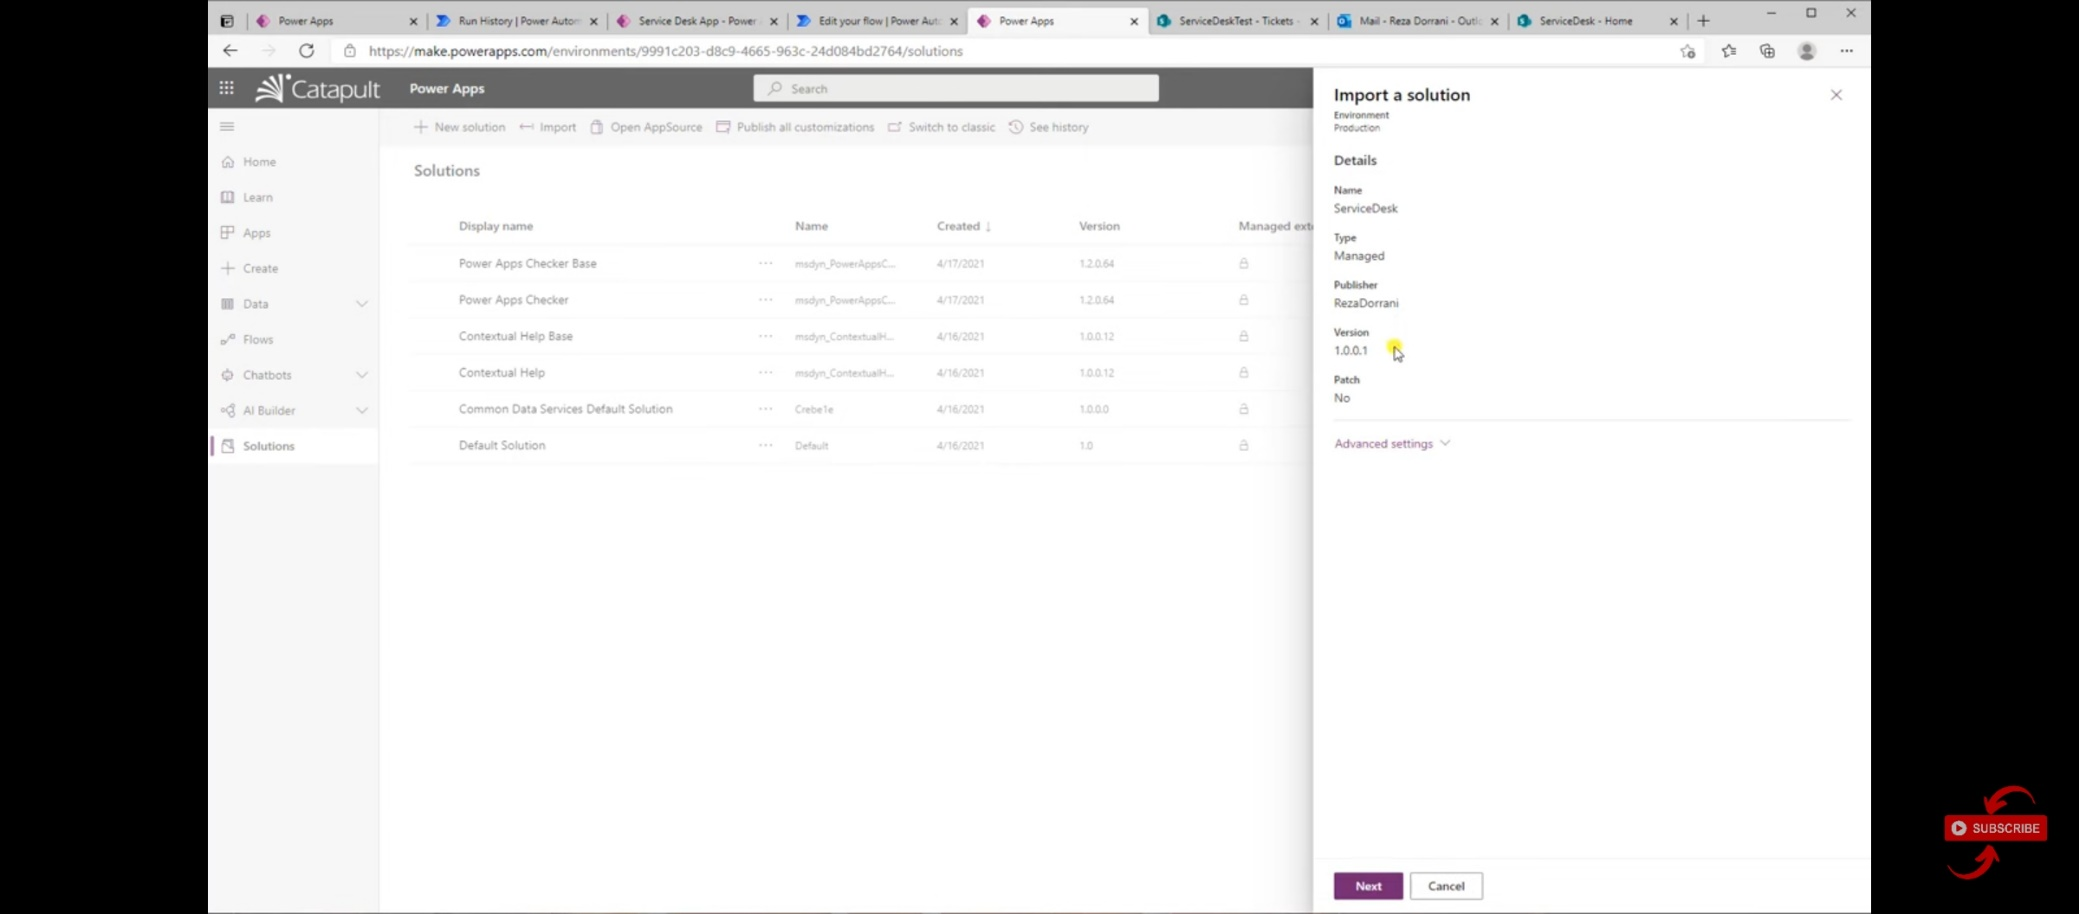 Power Apps
Run History | Power Autom
Service Desk App - Power
Edit your flow | Power Aut
Power Apps
ServiceDeskTest - Tickets -
Mail - Reza Dorrani - Outlo
ServiceDesk - Home
https://make.powerapps.com/environments/9991c203-d8c9-4665-963c-24d084bd2764/solutions
Catapult
Power Apps
Search
New solution
Import
Open AppSource
Publish all customizations
Switch to classic
See history
Home
Learn
Apps
Create
Data
Flows
Chatbots
AI Builder
Solutions
Solutions
Display name Name Created ↓ Version Managed ext
Power Apps Checker Base ... msdyn_PowerAppsC... 4/17/2021 1.2.0.64
Power Apps Checker ... msdyn_PowerAppsC... 4/17/2021 1.2.0.64
Contextual Help Base ... msdyn_ContextualH... 4/16/2021 1.0.0.12
Contextual Help ... msdyn_ContextualH... 4/16/2021 1.0.0.12
Common Data Services Default Solution ... Crebe1e 4/16/2021 1.0.0.0
Default Solution ... Default 4/16/2021 1.0
Import a solution
Environment
Production
Details
Name
ServiceDesk
Type
Managed
Publisher
RezaDorrani
Version
1.0.0.1
Patch
No
Advanced settings
Next
Cancel
SUBSCRIBE